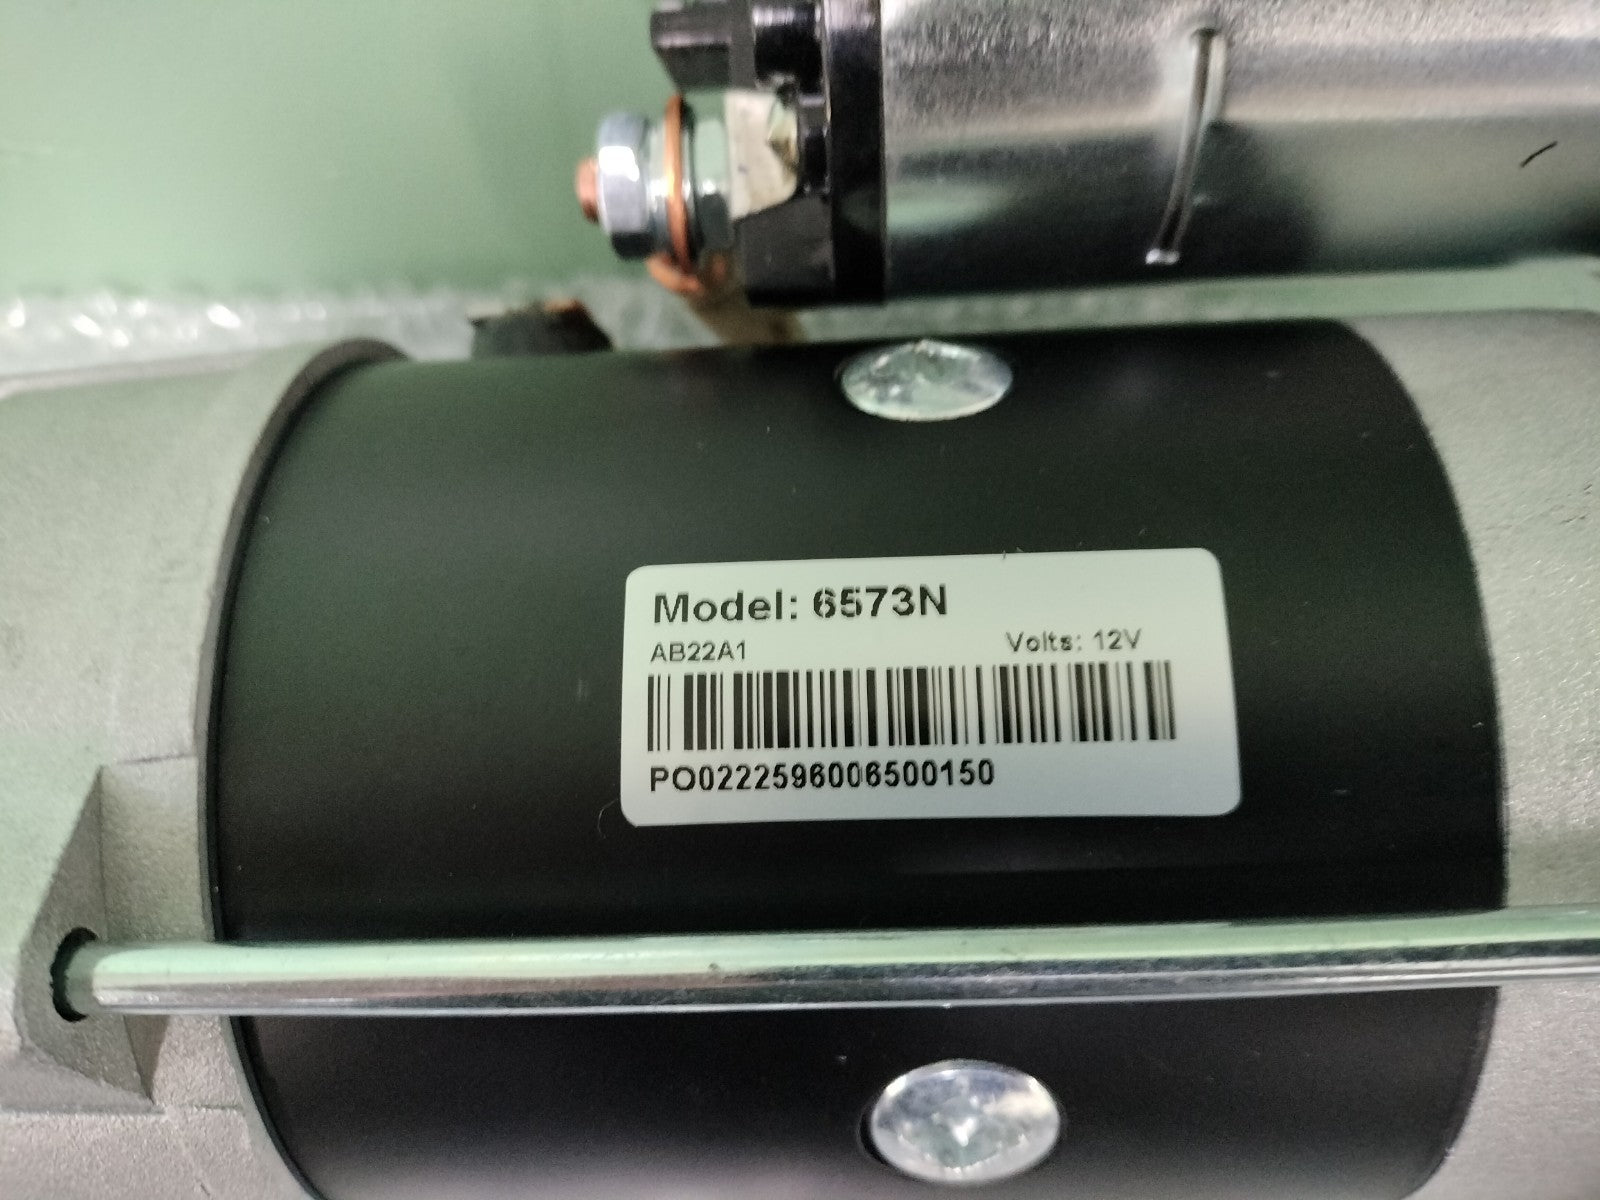 Model: 6573N
AB22A1 Volts: 12V
PO0222596006500150